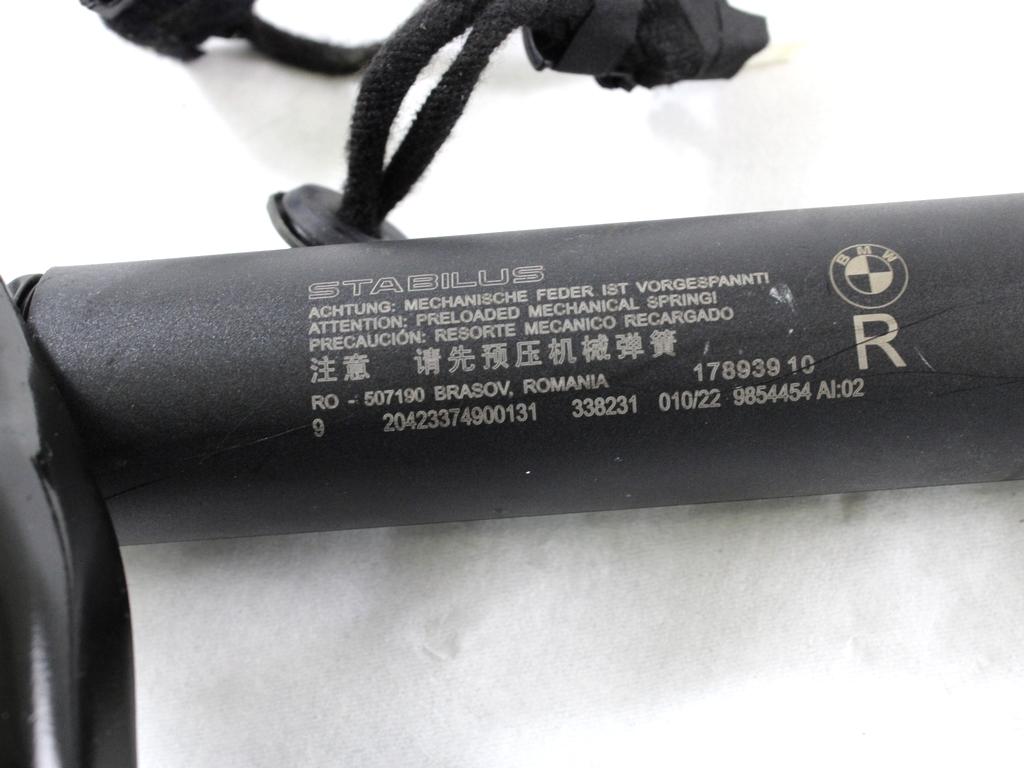 STABILUS
ACHTUNG: MECHANISCHE FEDER IST VORGESPANNT!
ATTENTION: PRELOADED MECHANICAL SPRING!
PRECAUCIÓN: RESORTE MECANICO RECARGADO
注意 请先预压机械弹簧
RO - 507190 BRASOV, ROMANIA 178939 10
9 20423374900131 338231 010/22 9854454 AI:02
BMW
R